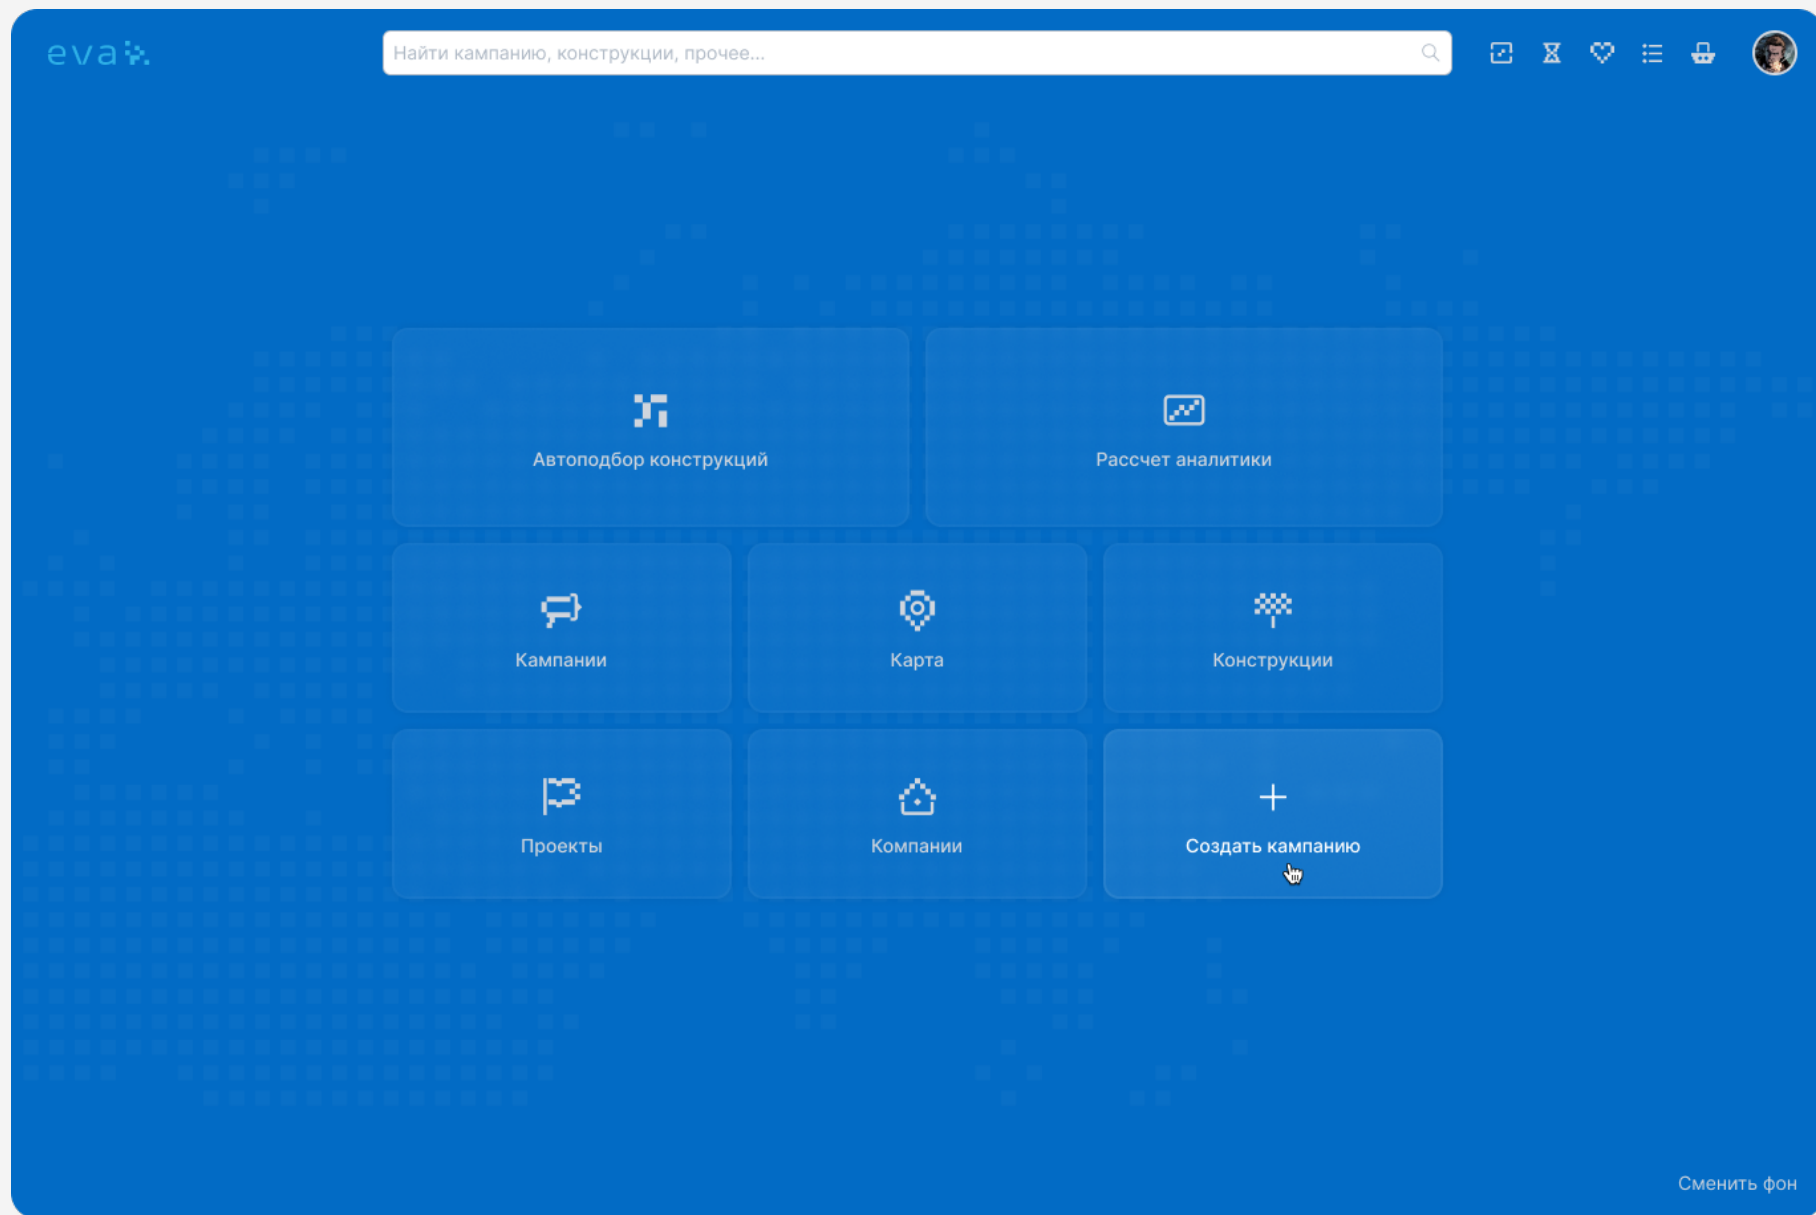 eva
Найти кампанию, конструкции, прочее...
Автоподбор конструкций
Рассчет аналитики
Кампании
Карта
Конструкции
Проекты
Компании
Создать кампанию
Сменить фон